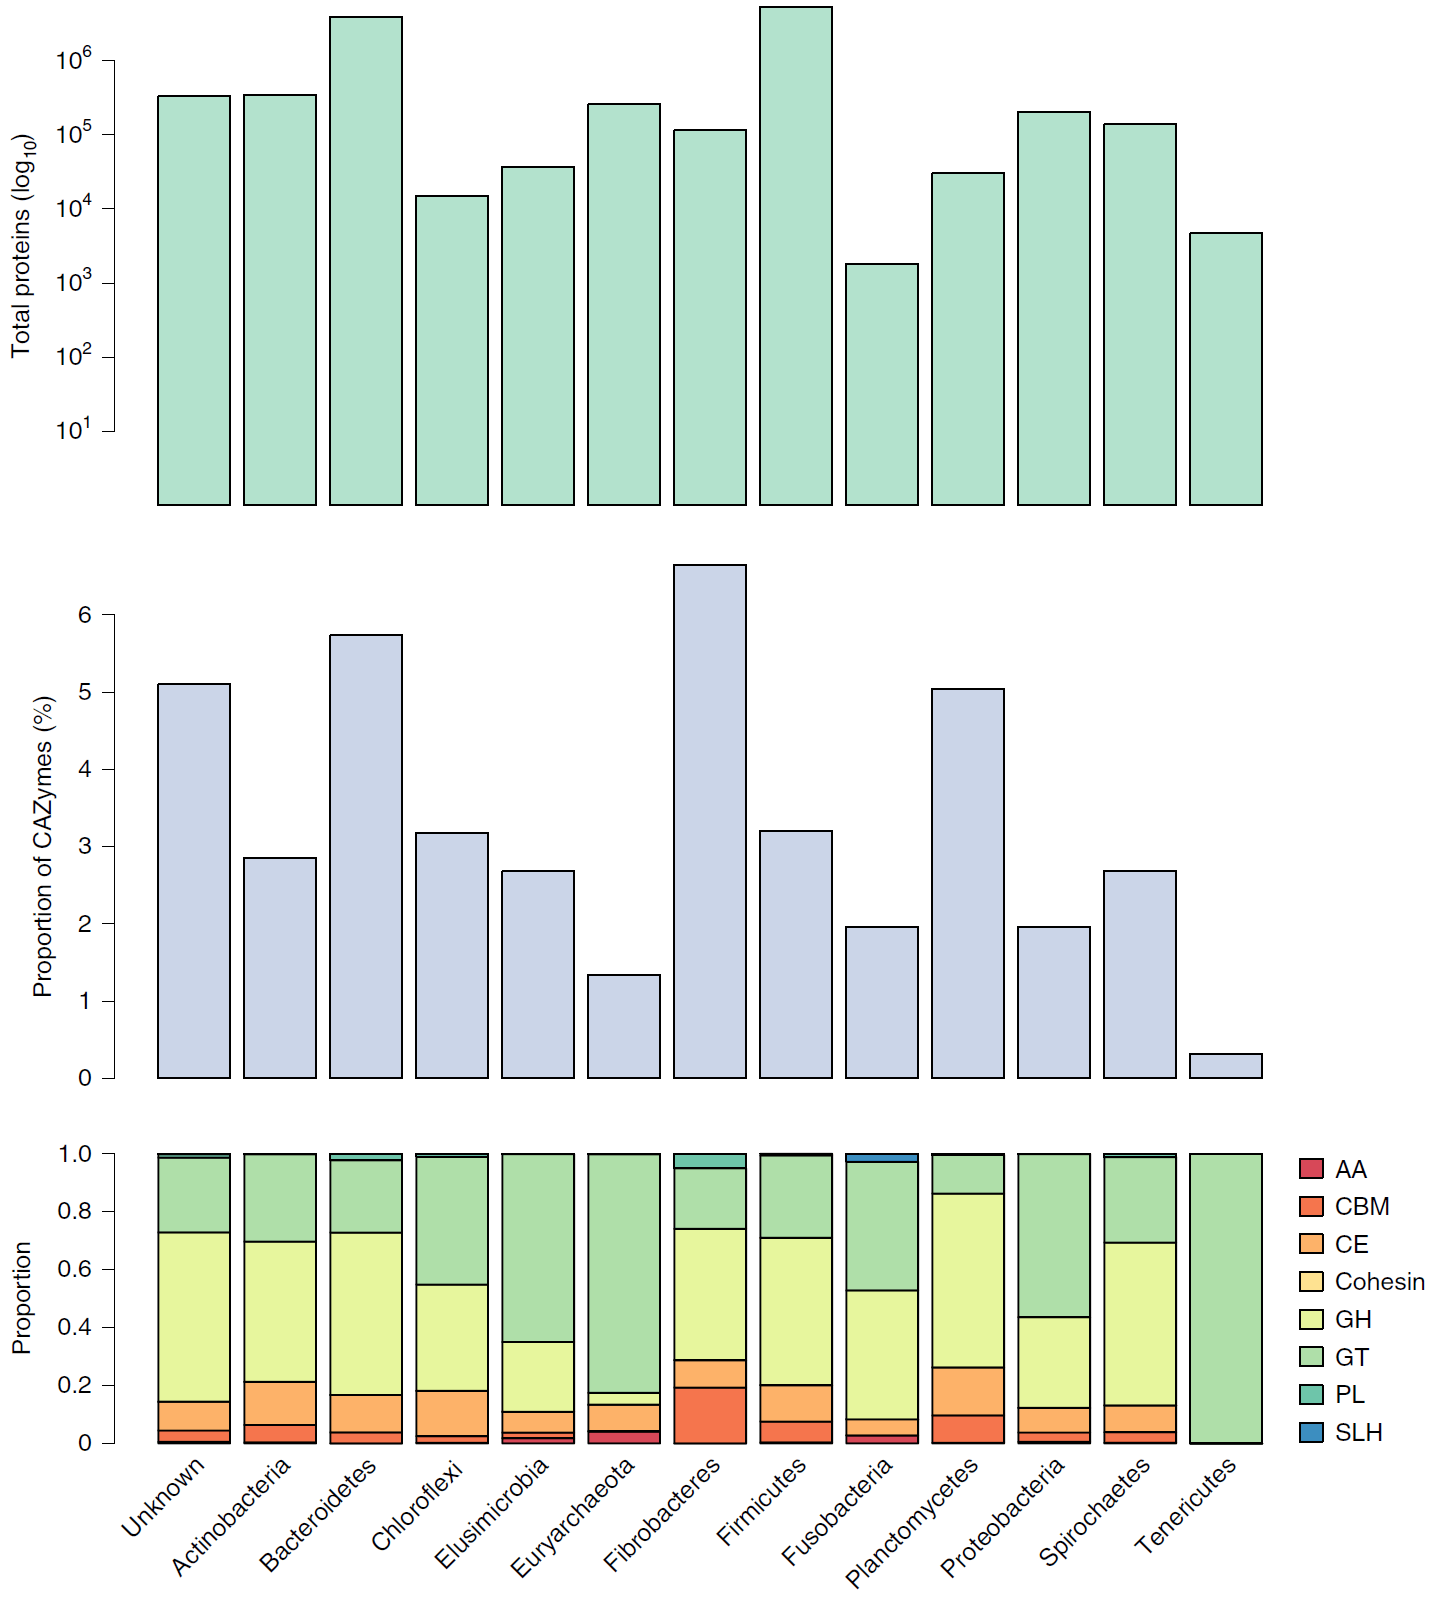 Total proteins (log10)
10^6
10^5
10^4
10^3
10^2
10^1
Proportion of CAZymes (%)
6
5
4
3
2
1
0
Proportion
1.0
0.8
0.6
0.4
0.2
0
AA
CBM
CE
Cohesin
GH
GT
PL
SLH
Unknown
Actinobacteria
Bacteroidetes
Chloroflexi
Elusimicrobia
Euryarchaeota
Fibrobacteres
Firmicutes
Fusobacteria
Planctomycetes
Proteobacteria
Spirochaetes
Tenericutes